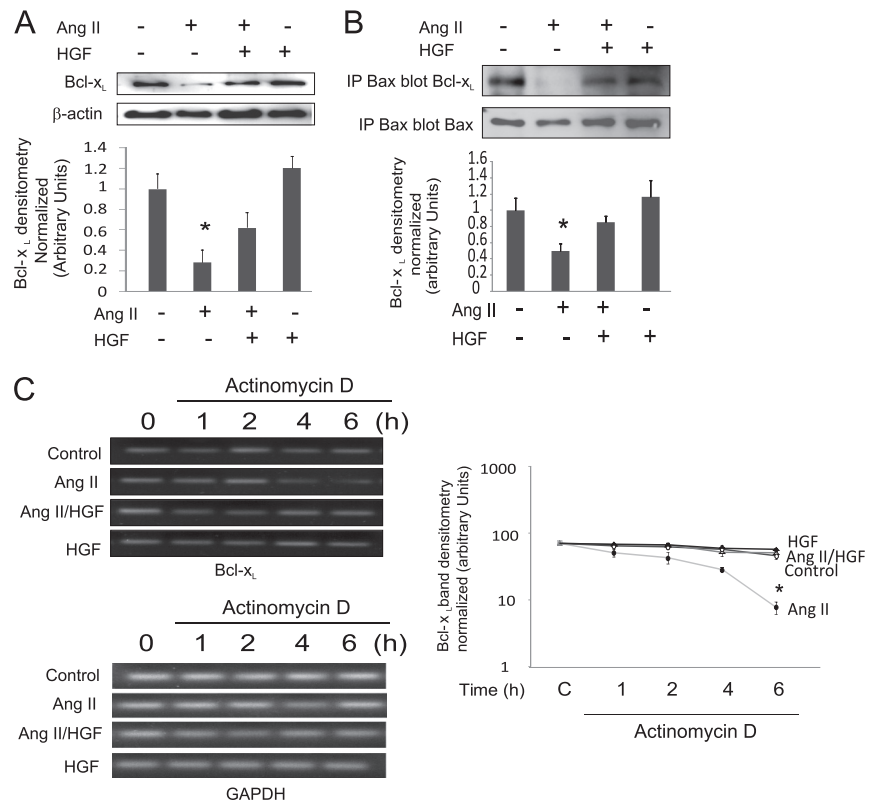 A
Ang II - + + -
HGF - - + +
Bcl-xL
β-actin
Bcl-xL densitometry
Normalized
(Arbitrary Units)
1.4
1.2
1
0.8
0.6
0.4
0.2
0
*
Ang II - + + -
HGF - - + +
B
Ang II - + + -
HGF - - + +
IP Bax blot Bcl-xL
IP Bax blot Bax
Bcl-xL densitometry
normalized
(arbitrary Units)
1.6
1.4
1.2
1
0.8
0.6
0.4
0.2
0
*
Ang II - + + -
HGF - - + +
C
Actinomycin D
0 1 2 4 6 (h)
Control
Ang II
Ang II/HGF
HGF
Bcl-xL
Actinomycin D
0 1 2 4 6 (h)
Control
Ang II
Ang II/HGF
HGF
GAPDH
Bcl-xL band densitometry
normalized (arbitrary Units)
1000
100
10
1
HGF
Ang II/HGF
Control
*
Ang II
Time (h) C 1 2 4 6
Actinomycin D